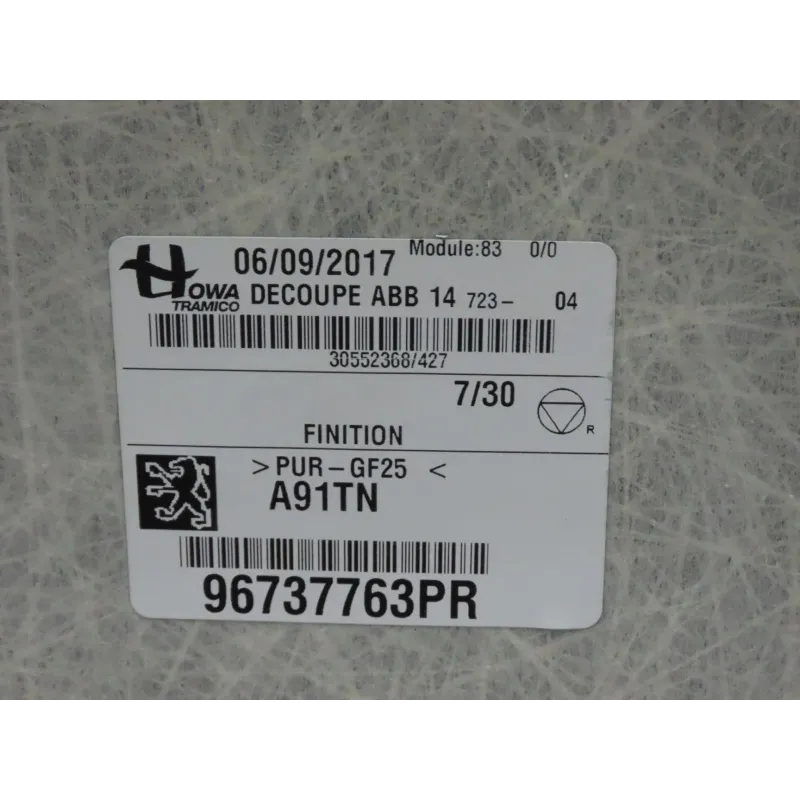 Module:83 0/0
06/09/2017
HOWA
TRAMICO
DECOUPE ABB 14 723- 04
30552368/427
7/30
R
FINITION
>PUR-GF25 <
A91TN
96737763PR